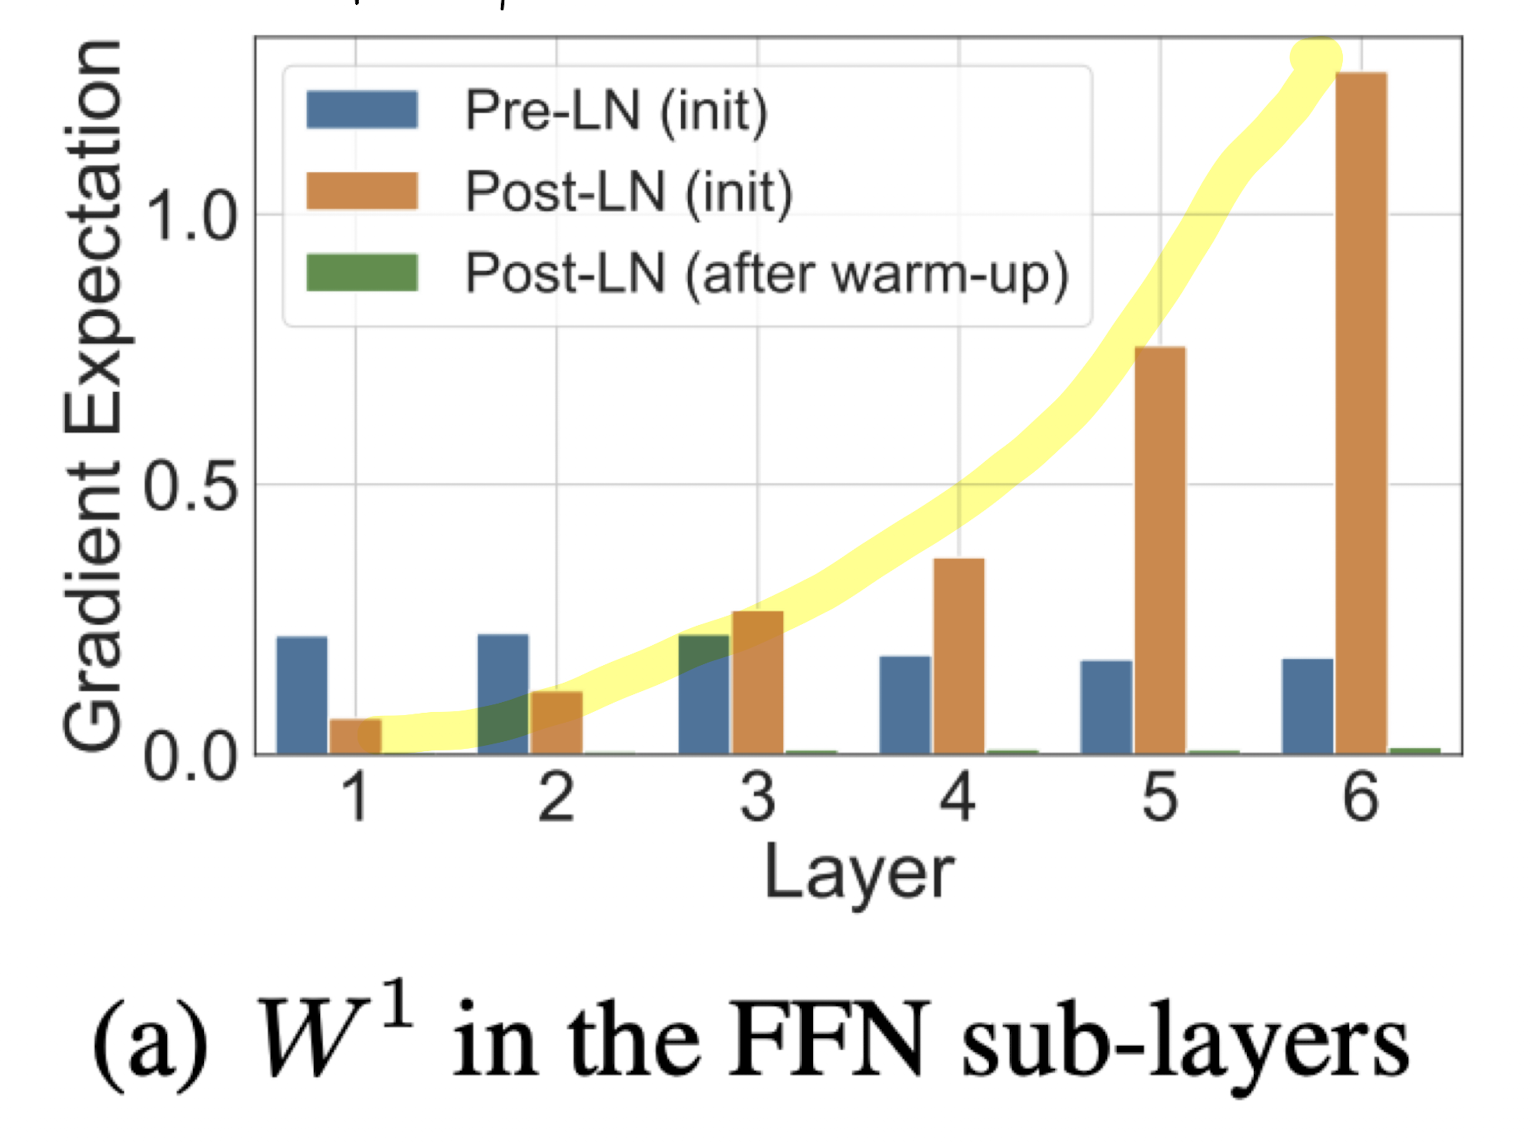 Gradient Expectation
Pre-LN (init)
Post-LN (init)
Post-LN (after warm-up)
1.0
0.5
0.0
1 2 3 4 5 6
Layer
(a) W¹ in the FFN sub-layers